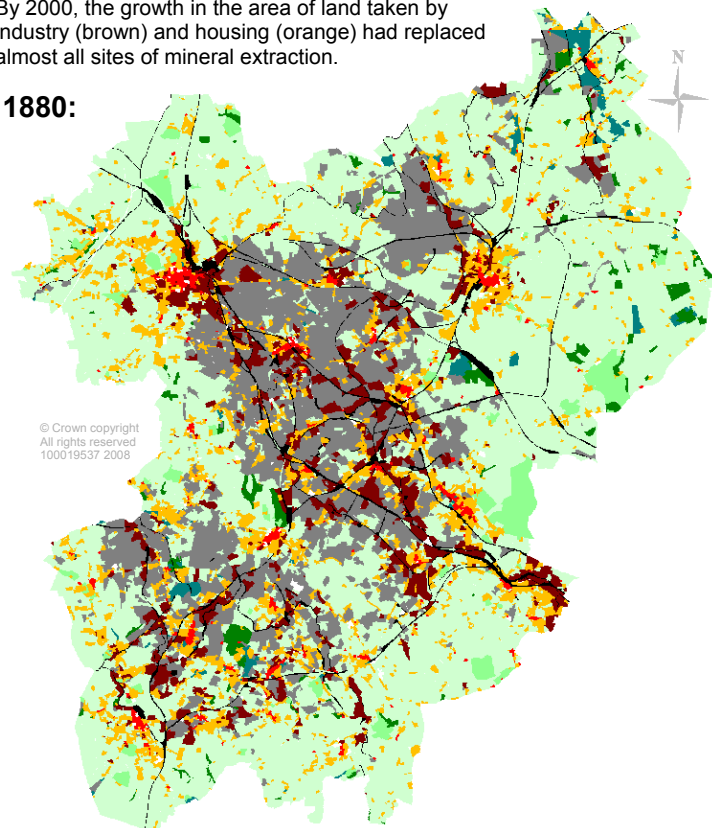 By 2000, the growth in the area of land taken by
industry (brown) and housing (orange) had replaced
almost all sites of mineral extraction.
N
1880:
© Crown copyright
All rights reserved
100019537 2008